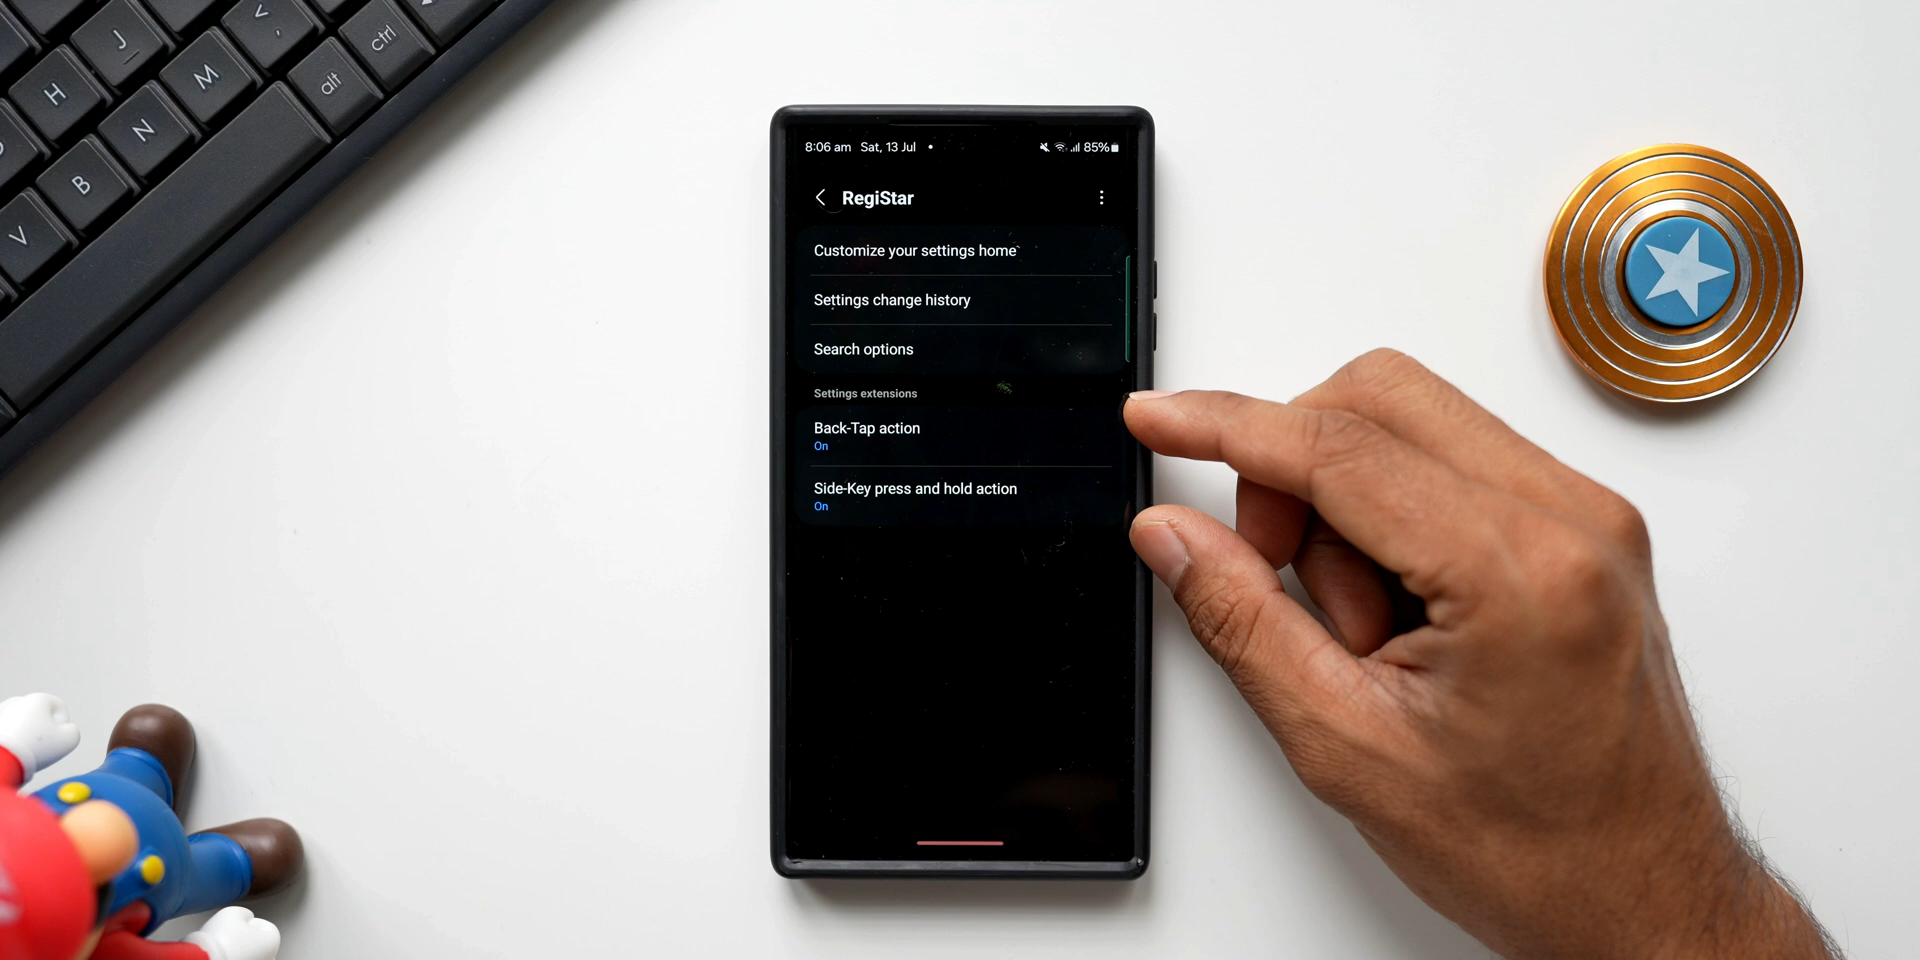 J
H
M
N
B
V
<
,
alt
ctrl
8:06 am Sat, 13 Jul
85%
RegiStar
Customize your settings home
Settings change history
Search options
Settings extensions
Back-Tap action
On
Side-Key press and hold action
On